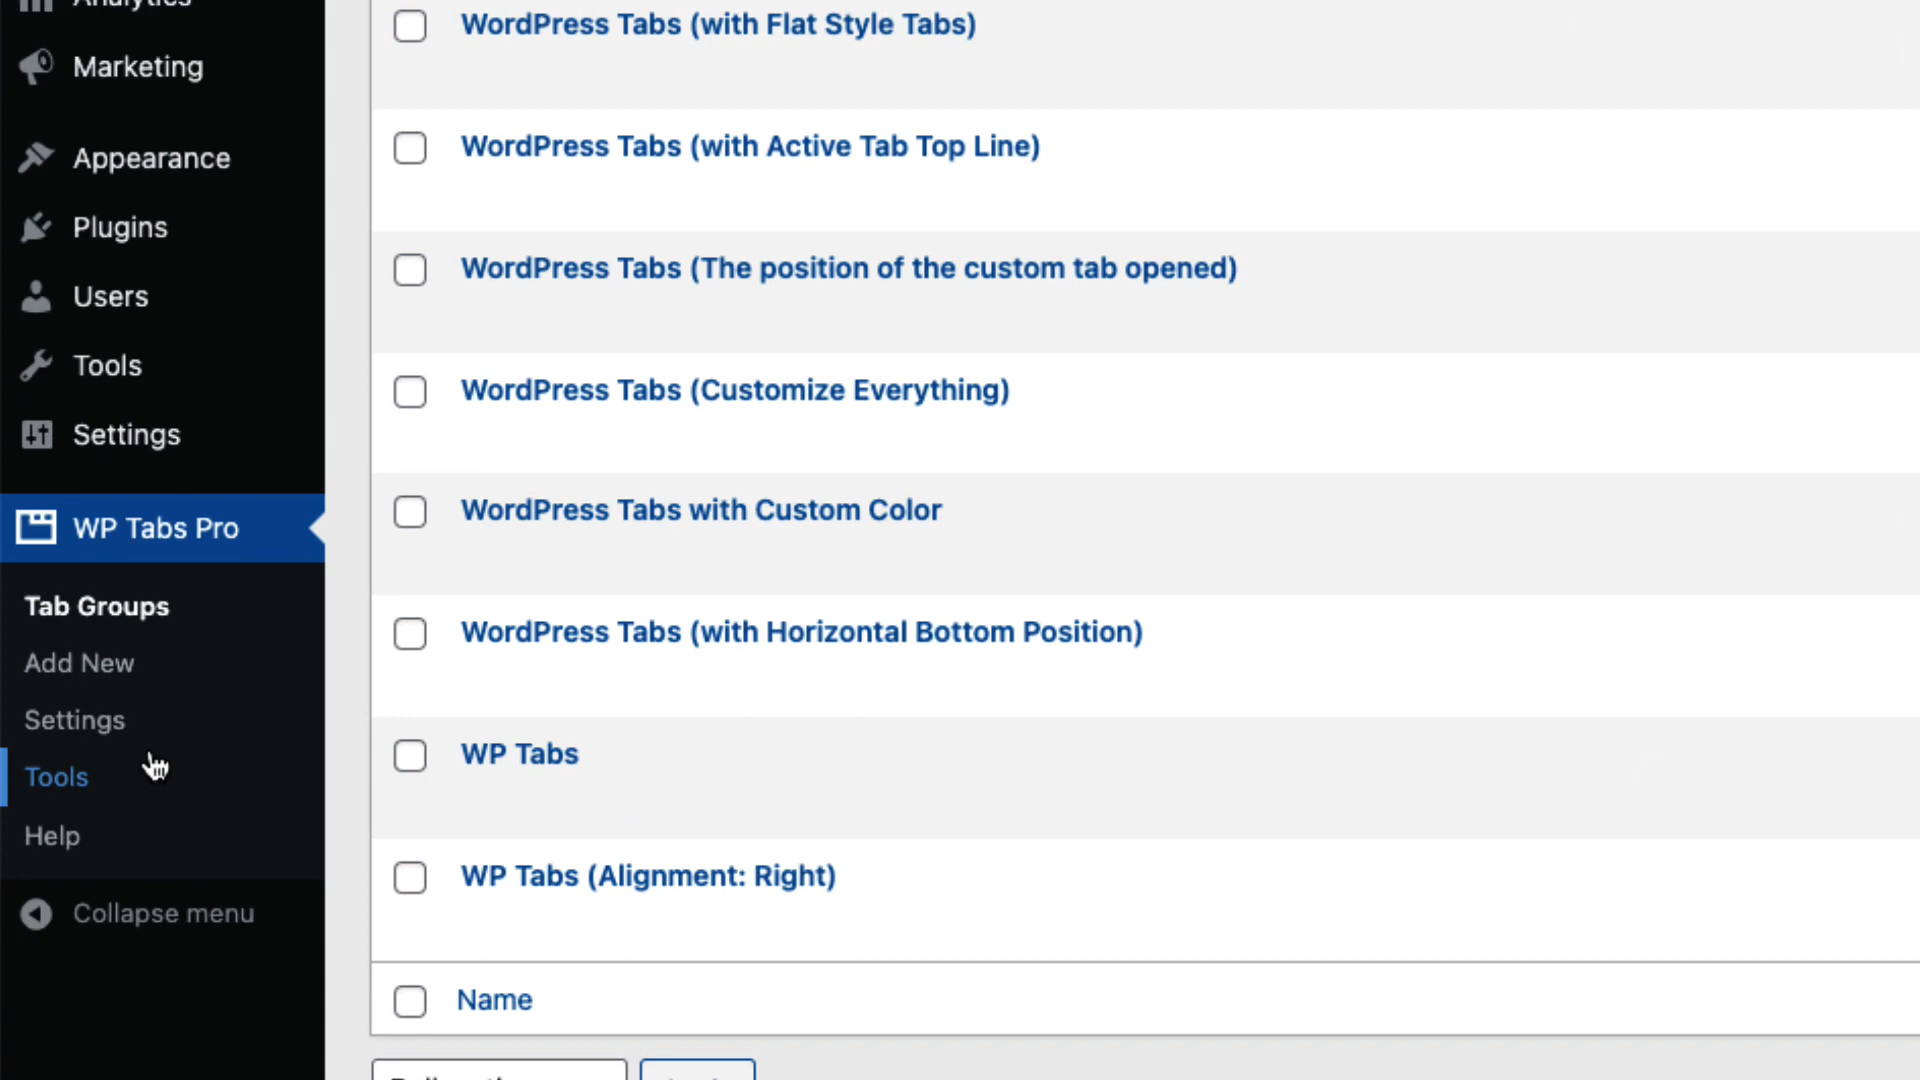 Analytics
Marketing
Appearance
Plugins
Users
Tools
Settings
WP Tabs Pro
Tab Groups
Add New
Settings
Tools
Help
Collapse menu
WordPress Tabs (with Flat Style Tabs)
WordPress Tabs (with Active Tab Top Line)
WordPress Tabs (The position of the custom tab opened)
WordPress Tabs (Customize Everything)
WordPress Tabs with Custom Color
WordPress Tabs (with Horizontal Bottom Position)
WP Tabs
WP Tabs (Alignment: Right)
Name